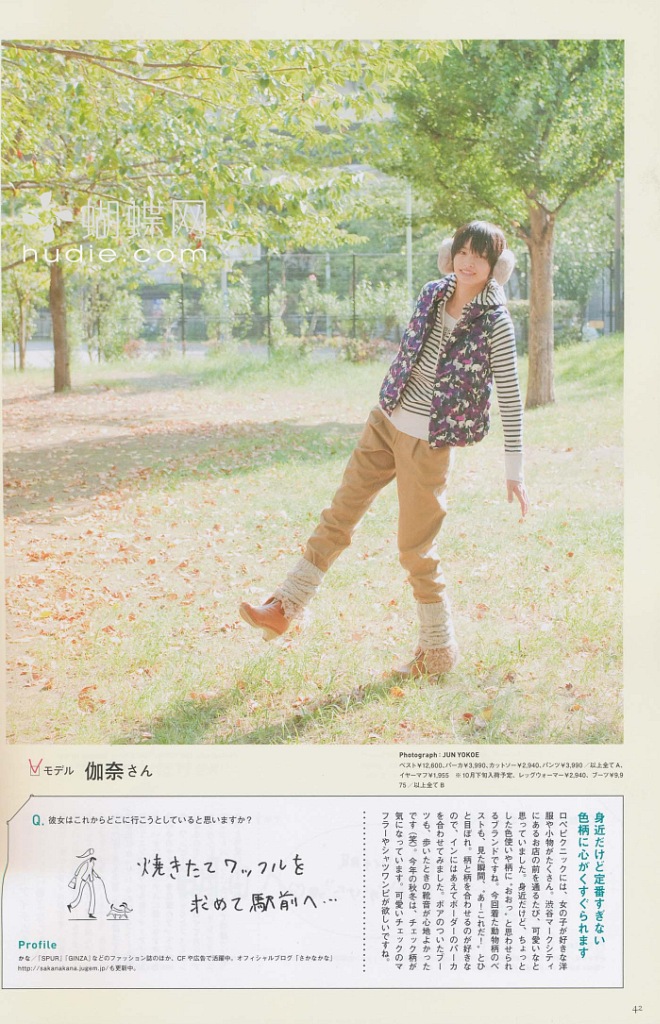 蝴蝶网
hudie.com
Photograph : JUN YOKOE
ベスト¥12,600、パーカ¥3,990、カットソー¥2,940、パンツ¥3,990／以上全てA、
イヤーマフ¥1,955　※10月下旬入荷予定、レッグウォーマー¥2,940、ブーツ¥9,9
75／以上全てB
モデル　伽奈さん
身近だけど定番すぎない
色柄に心がくすぐられます
ロペピクニックには、女の子が好きな洋
服や小物がたくさん。渋谷マークシティ
にあるお店の前を通るたび、可愛いなと
思っていました。身近だけど、ちょっと
した色使いや柄に“おおっ”と思わせられ
るブランドですね。今回着た動物柄のベ
ストも、見た瞬間、“あ！これだ！”とひ
と目ぼれ。柄と柄を合わせるのが好きな
ので、インにはあえてボーダーのパーカ
を合わせてみました。ボアのついたブー
ツも、歩いたときの靴音が心地よかった
です（笑）。今年の秋冬は、チェック柄が
気になっています。可愛いチェックのマ
フラーやシャツワンピが欲しいですね。
Q. 彼女はこれからどこに行こうとしていると思いますか？
焼きたてワッフルを
求めて駅前へ…
Profile
かな／「SPUR」「GINZA」などのファッション誌のほか、CFや広告で活躍中。オフィシャルブログ「さかなかな」
http://sakanakana.jugem.jp/も更新中。
42